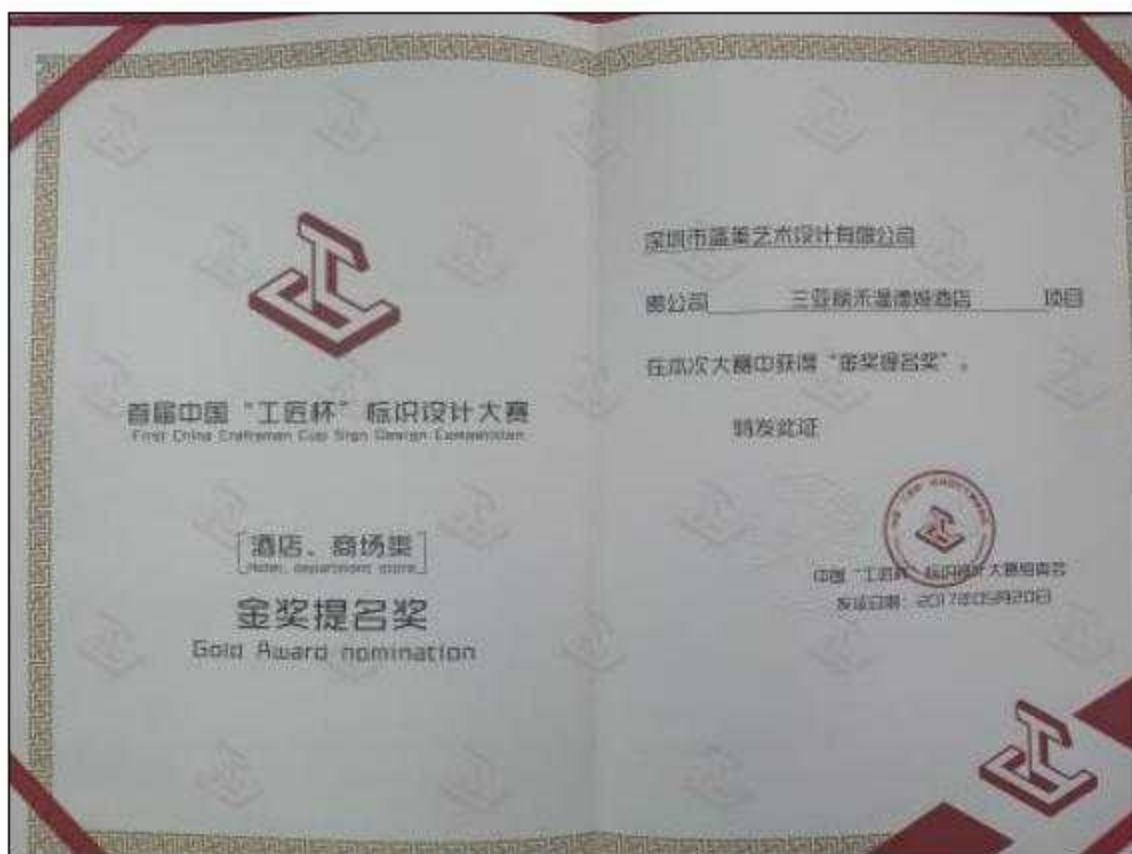 首届中国“工匠杯”标识设计大赛
First China Craftsman Cup Sign Design Competition
酒店、商场类
Hotel, department store
金奖提名奖
Gold Award nomination
深圳市蓝美艺术设计有限公司
贵公司 三亚 温德姆酒店 项目
在本次大赛中获得“金奖提名奖”。
特发此证
中国“工匠杯”标识设计大赛组委会
发证日期：2017年05月20日